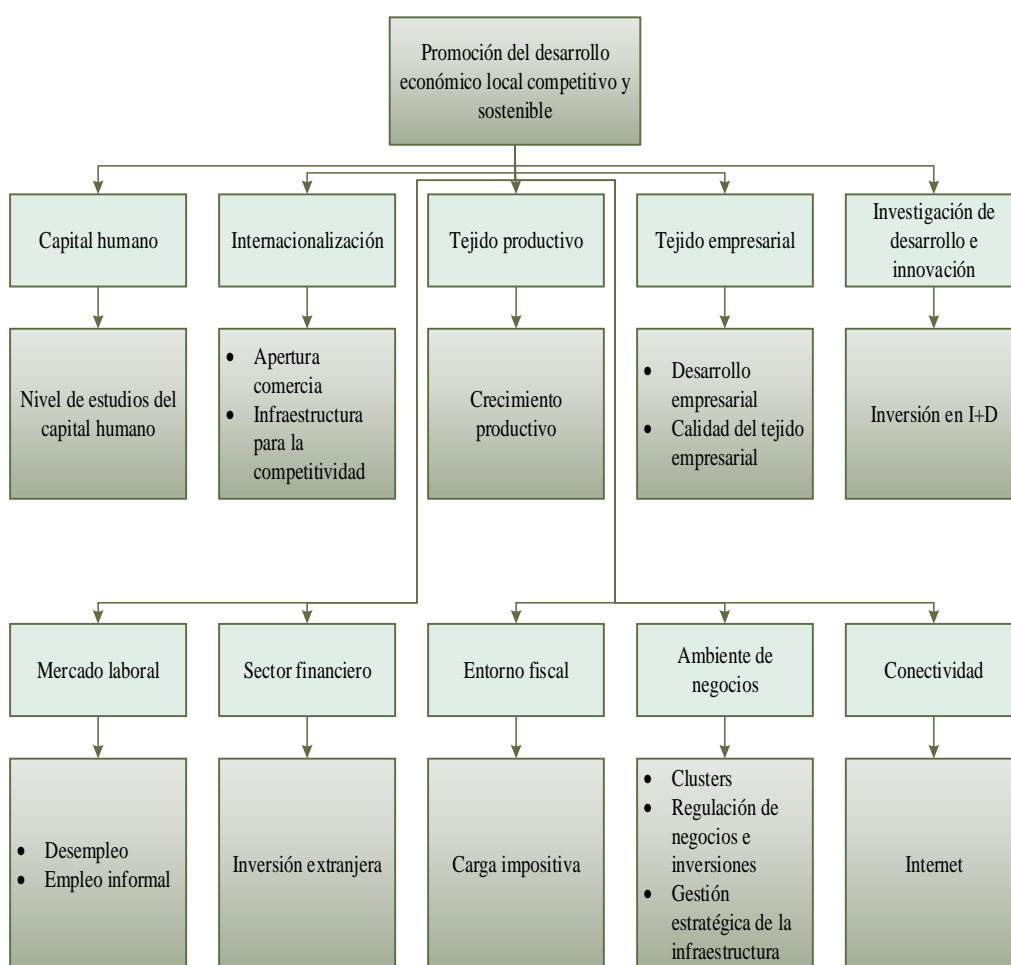 Promoción del desarrollo
económico local competitivo y
sostenible
Capital humano
Internacionalización
Tejido productivo
Tejido empresarial
Investigación de
desarrollo e
innovación
Nivel de estudios del
capital humano
• Apertura
comercia
• Infraestructura
para la
competitividad
Crecimiento
productivo
• Desarrollo
empresarial
• Calidad del tejido
empresarial
Inversión en I+D
Mercado laboral
Sector financiero
Entorno fiscal
Ambiente de
negocios
Conectividad
• Desempleo
• Empleo informal
Inversión extranjera
Carga impositiva
• Clusters
• Regulación de
negocios e
inversiones
• Gestión
estratégica de la
infraestructura
Internet